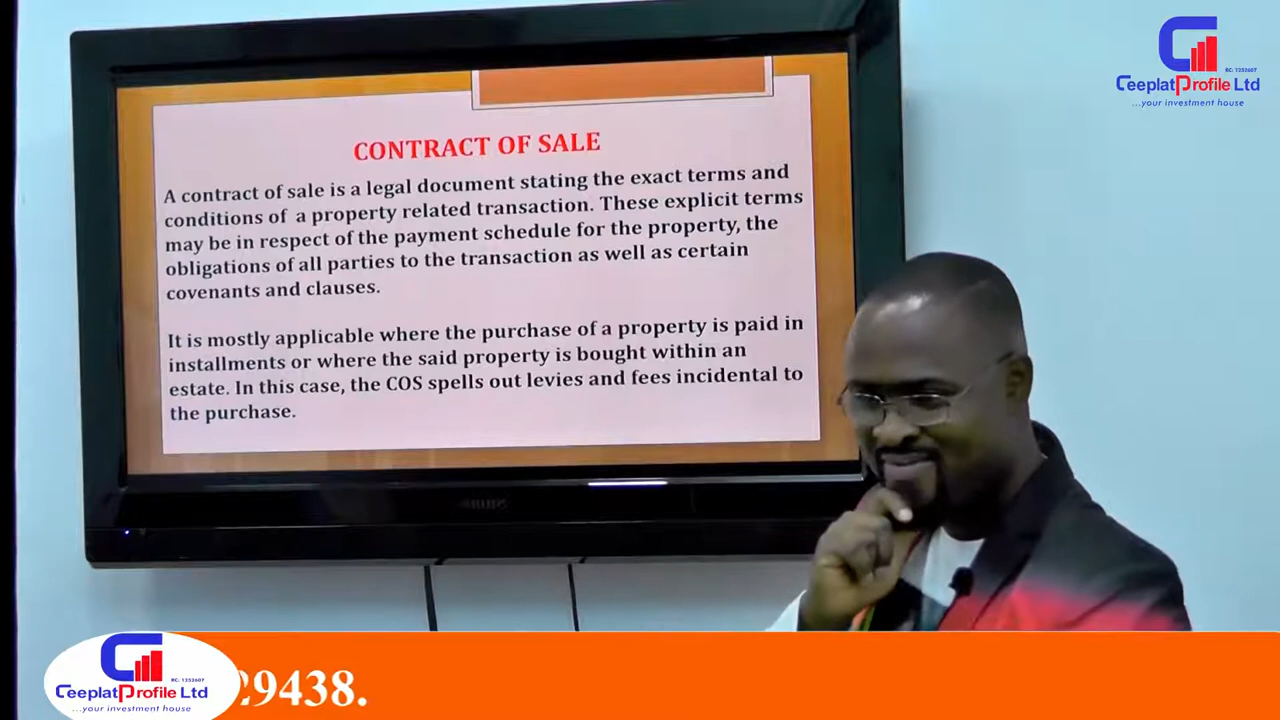 CONTRACT OF SALE
A contract of sale is a legal document stating the exact terms and
conditions of a property related transaction. These explicit terms
may be in respect of the payment schedule for the property, the
obligations of all parties to the transaction as well as certain
covenants and clauses.
It is mostly applicable where the purchase of a property is paid in
installments or where the said property is bought within an
estate. In this case, the COS spells out levies and fees incidental to
the purchase.
RC: 1252607
CeeplatProfile Ltd
...your investment house
RC: 1252607
CeeplatProfile Ltd
...your investment house
29438.